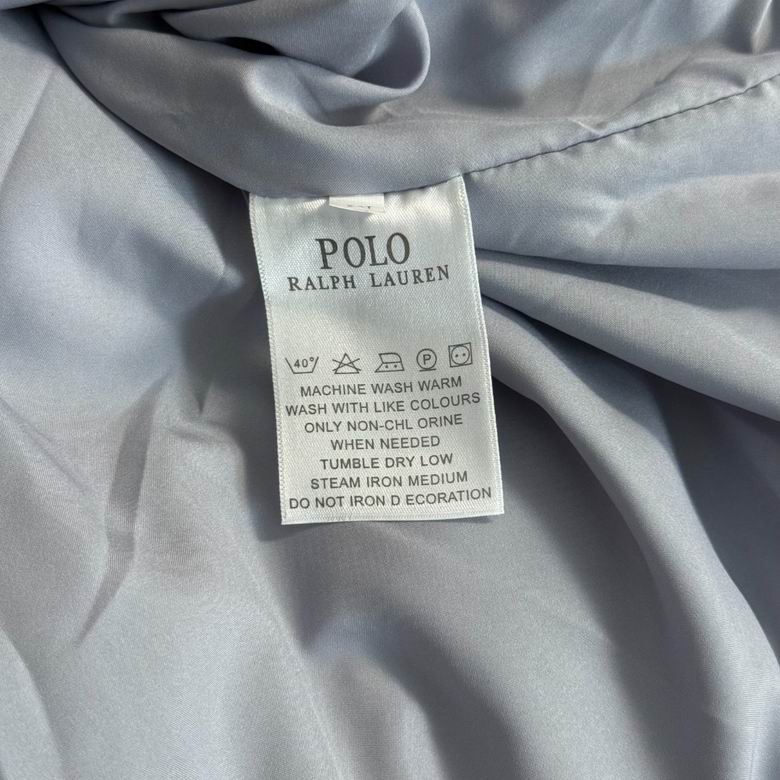 POLO
RALPH LAUREN
40° P
MACHINE WASH WARM
WASH WITH LIKE COLOURS
ONLY NON-CHL ORINE
WHEN NEEDED
TUMBLE DRY LOW
STEAM IRON MEDIUM
DO NOT IRON D ECORATION